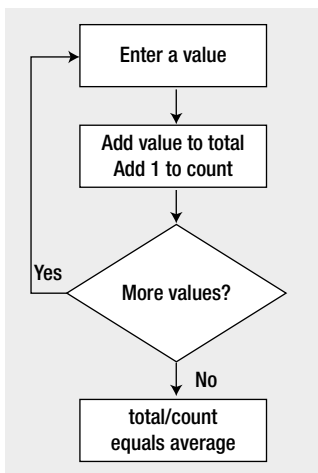 Enter a value
Add value to total
Add 1 to count
Yes
More values?
No
total/count
equals average